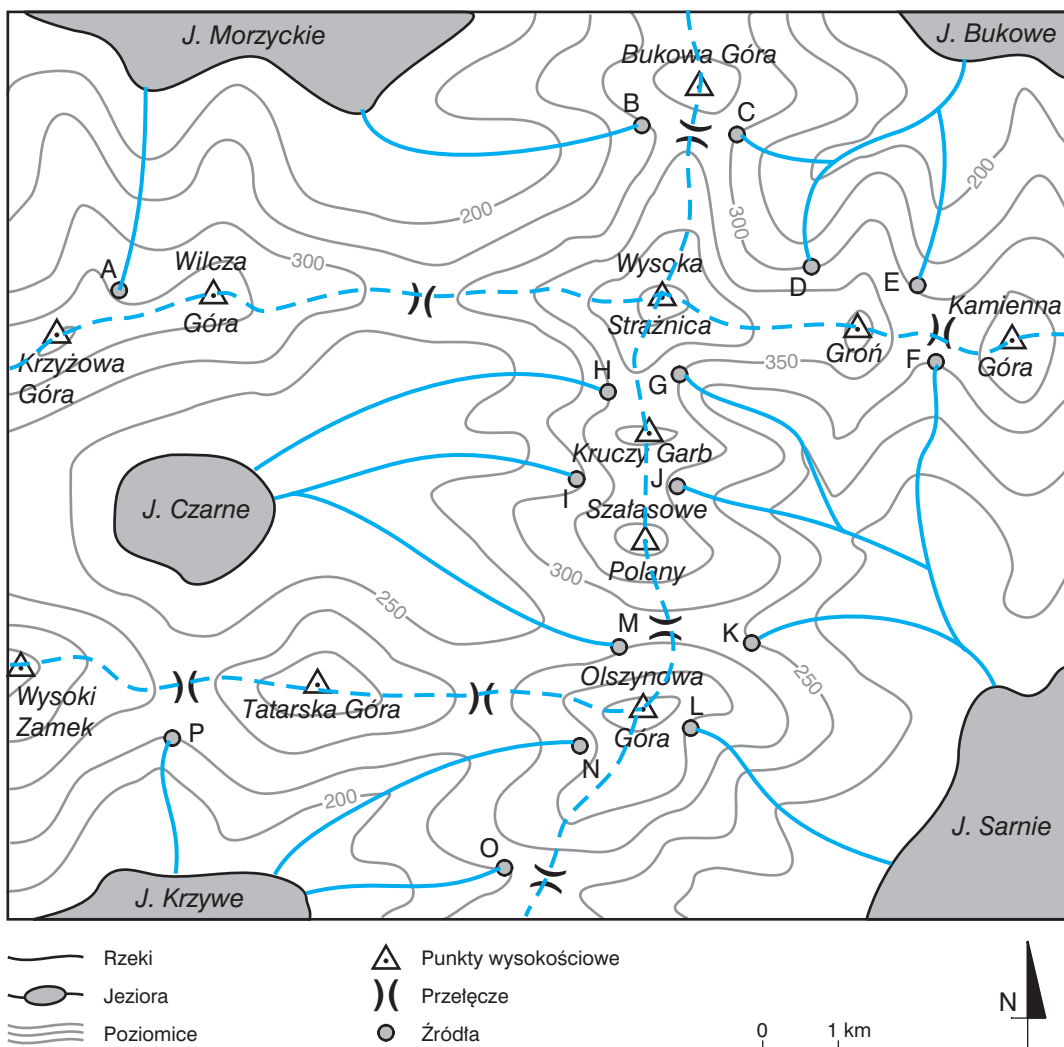 J. Morzyckie
J. Bukowe
Bukowa Góra
B
C
200
200
300
300
A
Wilcza
Góra
Wysoka
Strażnica
D
E
Kamienna
Góra
Groń
F
Krzyżowa
Góra
H
G
350
Kruczy Garb
J. Czarne
I
J
Szałasowe
Polany
300
250
M
K
250
Wysoki
Zamek
Tatarska Góra
Olszynowa
Góra
L
P
N
200
O
J. Sarnie
J. Krzywe
Rzeki
Punkty wysokościowe
Jeziora
Przełęcze
Poziomice
Źródła
0 1 km
N